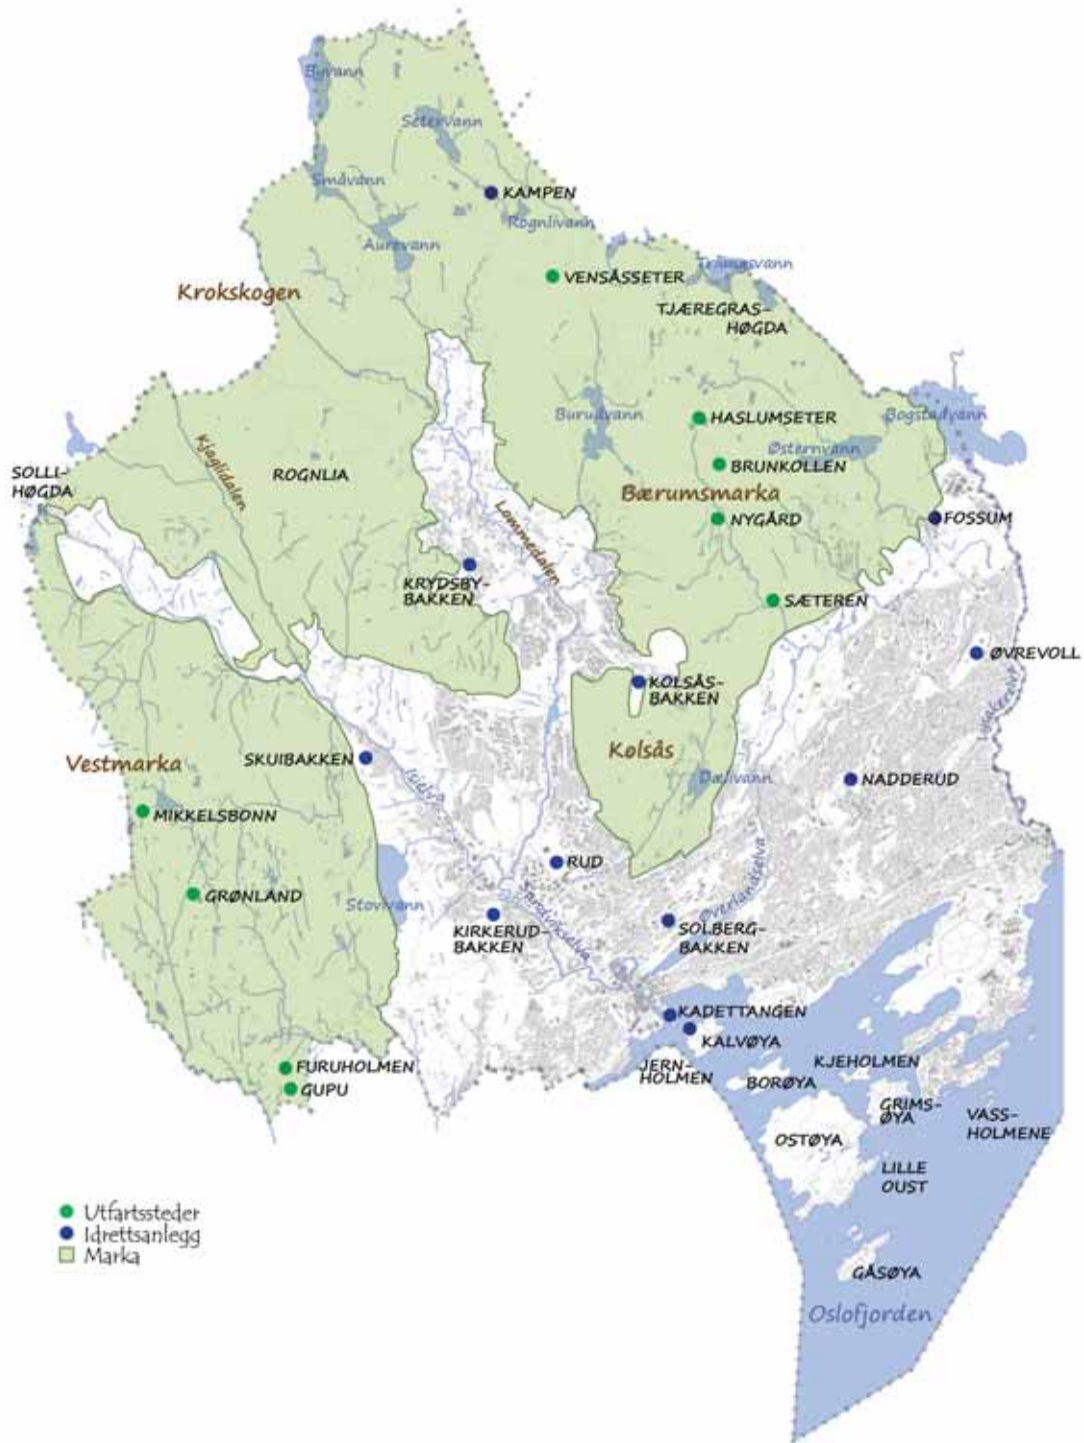 Byvann
Setervann
Småvann
KAMPEN
Rognlivann
Aurevann
Trehørningsvann
VENSÅSSETER
Krokskogen
TJÆREGRAS-
HØGDA
Burudvann
HASLUMSETER
Bogstadvann
Østernvann
BRUNKOLLEN
Kjaglidalen
ROGNLIA
SOLLI-
HØGDA
Bærumsmarka
Lommedalen
NYGÅRD
FOSSUM
KRYDSBY-
BAKKEN
SÆTEREN
ØVREVOLL
Lysakerelva
KOLSÅS-
BAKKEN
Kolsås
Vestmarka
SKUIBAKKEN
Isielva
Dælivann
NADDERUD
MIKKELSBONN
RUD
GRØNLAND
Stovivann
Sandvikselva
Øverlandselva
KIRKERUD-
BAKKEN
SOLBERG-
BAKKEN
KADETTANGEN
KALVØYA
FURUHOLMEN
GUPU
JERN-
HOLMEN
BORØYA
KJEHOLMEN
GRIMS-
ØYA
VASS-
HOLMENE
OSTØYA
LILLE
OUST
GÅSØYA
Oslofjorden
Utfartssteder
Idrettsanlegg
Marka